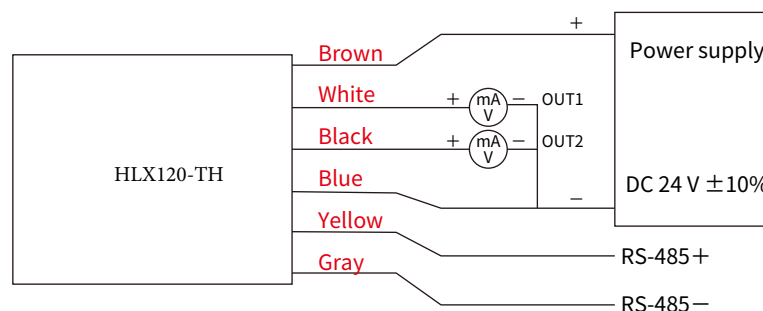 +
Brown
Power supply
White
+ mA V − OUT1
Black
+ mA V − OUT2
HLX120-TH
Blue
−
DC 24 V ±10%
Yellow
RS-485+
Gray
RS-485−